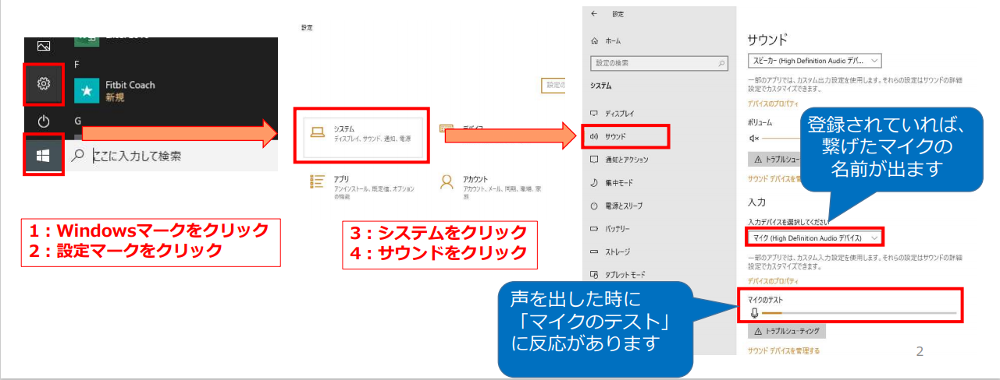 F
Fitbit Coach
新規
G
ここに入力して検索
1：Windowsマークをクリック
2：設定マークをクリック
設定
設定の
システム
ディスプレイ、サウンド、通知、電源
デバイス
アプリ
アンインストール、既定値、オプション
の機能
アカウント
アカウント、メール、同期、職場、家
族
3：システムをクリック
4：サウンドをクリック
設定
ホーム
設定の検索
システム
ディスプレイ
サウンド
通知とアクション
集中モード
電源とスリープ
バッテリー
ストレージ
タブレット モード
声を出した時に
「マイクのテスト」
に反応があります
サウンド
スピーカー (High Definition Audio デバ...
一部のアプリでは、カスタム出力設定を使用します。それらの設定はサウンドの詳細
設定でカスタマイズできます。
デバイスのプロパティ
ボリューム
トラブルシュー
サウンド デバイスを
登録されていれば、
繋げたマイクの
名前が出ます
入力
入力デバイスを選択してください
マイク (High Definition Audio デバイス)
一部のアプリでは、カスタム入力設定を使用します。それらの設定はサウンドの詳細
設定でカスタマイズできます。
デバイスのプロパティ
マイクのテスト
トラブルシューティング
サウンド デバイスを管理する
2